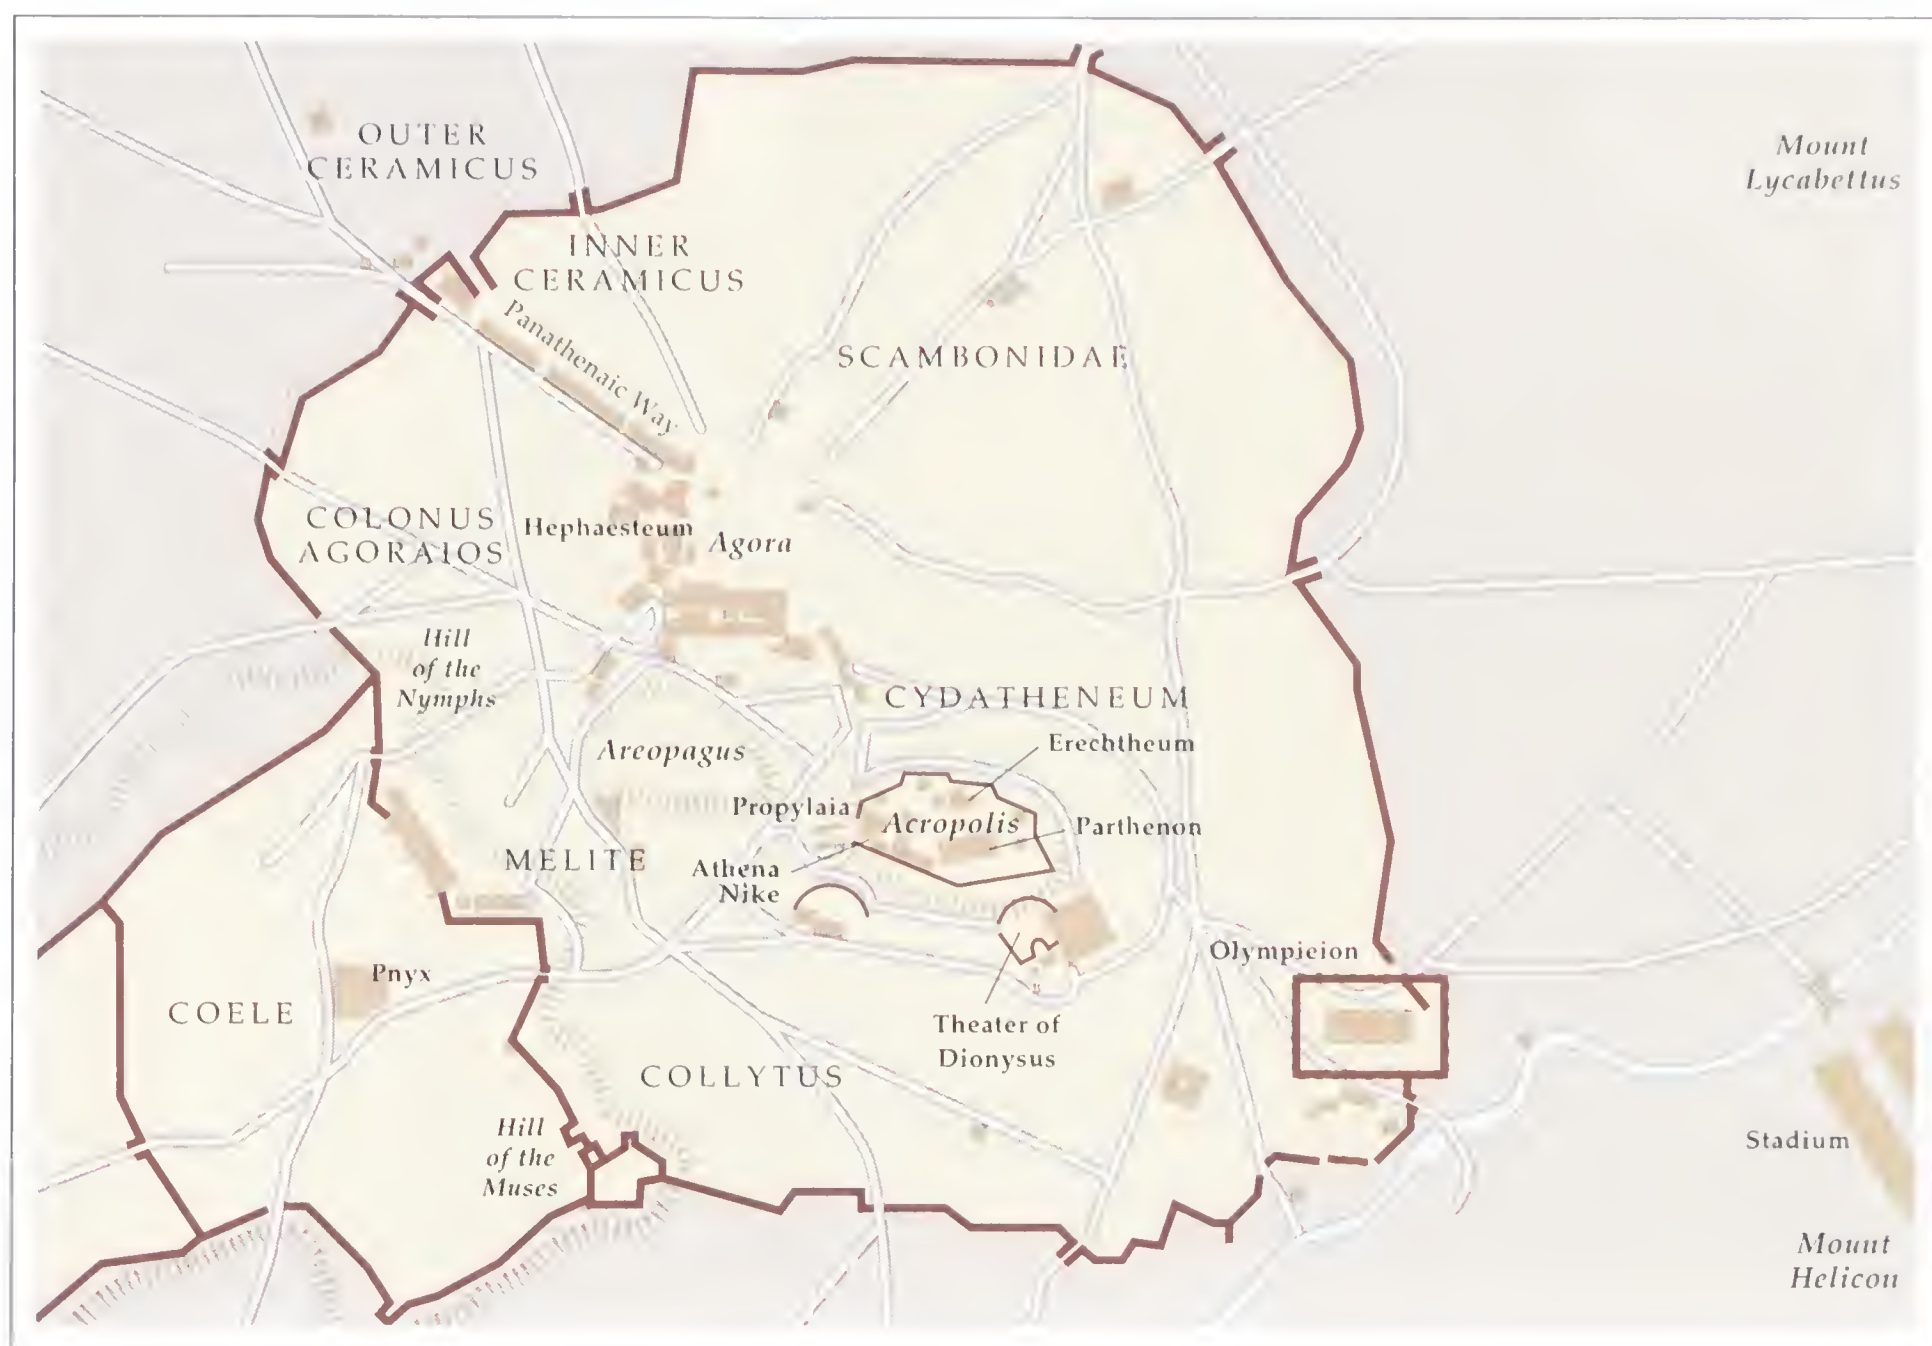 OUTER
CERAMICUS
Mount
Lycabettus
INNER
CERAMICUS
Panathenaic Way
SCAMBONIDAE
COLONUS
AGORAIOS
Hephaesteum
Agora
Hill
of the
Nymphs
CYDATHENEUM
Areopagus
Erechtheum
Propylaia
Acropolis
Parthenon
MELITE
Athena
Nike
Olympieion
Pnyx
COELE
Theater of
Dionysus
COLLYTUS
Hill
of the
Muses
Stadium
Mount
Helicon